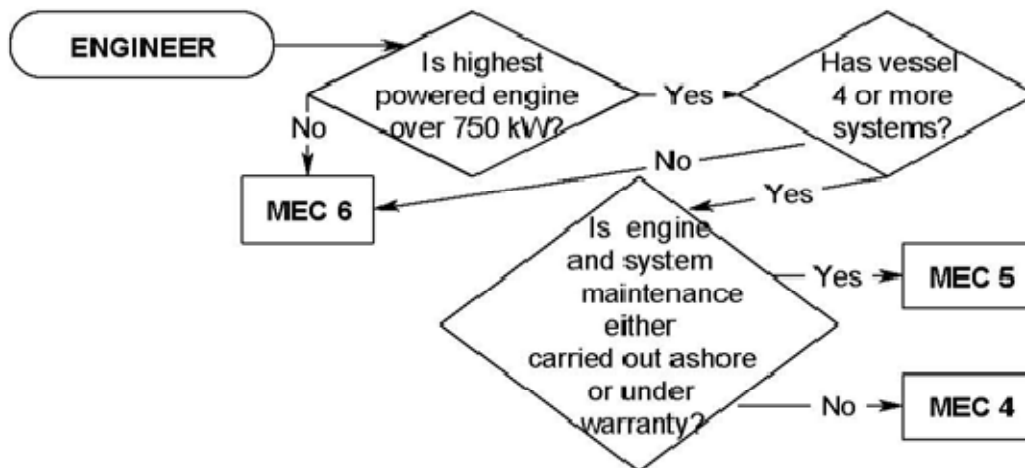 ENGINEER
Is highest
powered engine
over 750 kW?
Yes
No
Has vessel
4 or more
systems?
No
Yes
MEC 6
Is engine
and system
maintenance
either
carried out ashore
or under
warranty?
Yes
MEC 5
No
MEC 4